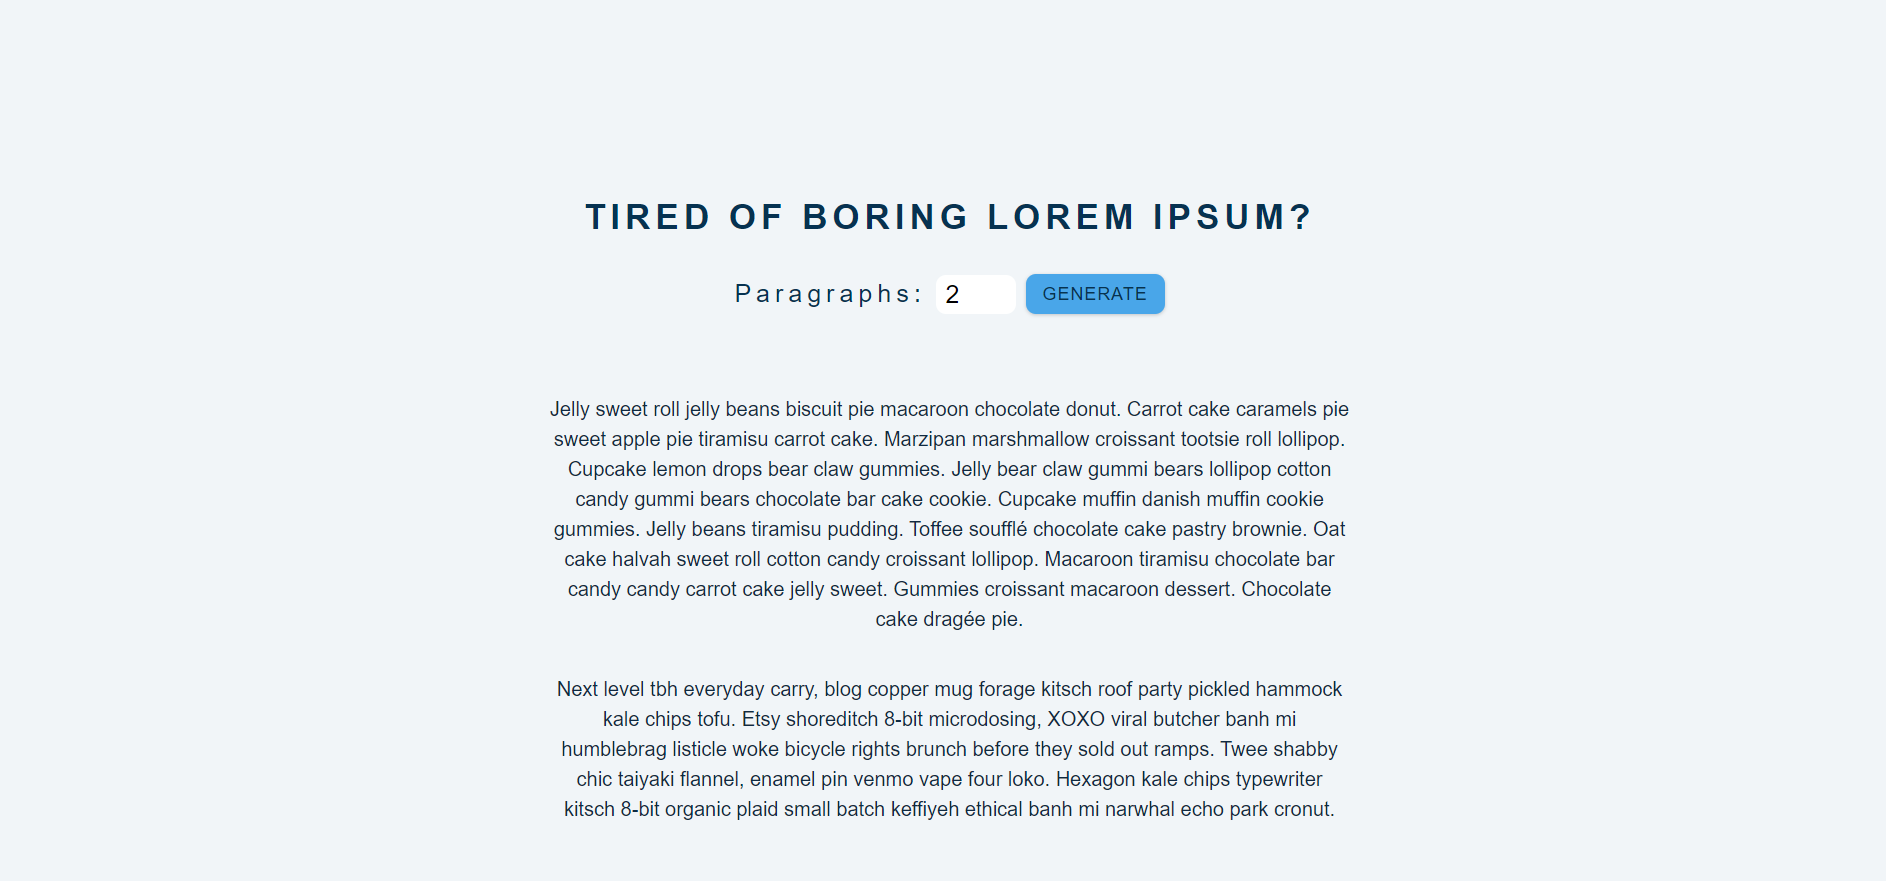 TIRED OF BORING LOREM IPSUM?
Paragraphs: 2 GENERATE
Jelly sweet roll jelly beans biscuit pie macaroon chocolate donut. Carrot cake caramels pie
sweet apple pie tiramisu carrot cake. Marzipan marshmallow croissant tootsie roll lollipop.
Cupcake lemon drops bear claw gummies. Jelly bear claw gummi bears lollipop cotton
candy gummi bears chocolate bar cake cookie. Cupcake muffin danish muffin cookie
gummies. Jelly beans tiramisu pudding. Toffee soufflé chocolate cake pastry brownie. Oat
cake halvah sweet roll cotton candy croissant lollipop. Macaroon tiramisu chocolate bar
candy candy carrot cake jelly sweet. Gummies croissant macaroon dessert. Chocolate
cake dragée pie.
Next level tbh everyday carry, blog copper mug forage kitsch roof party pickled hammock
kale chips tofu. Etsy shoreditch 8-bit microdosing, XOXO viral butcher banh mi
humblebrag listicle woke bicycle rights brunch before they sold out ramps. Twee shabby
chic taiyaki flannel, enamel pin venmo vape four loko. Hexagon kale chips typewriter
kitsch 8-bit organic plaid small batch keffiyeh ethical banh mi narwhal echo park cronut.